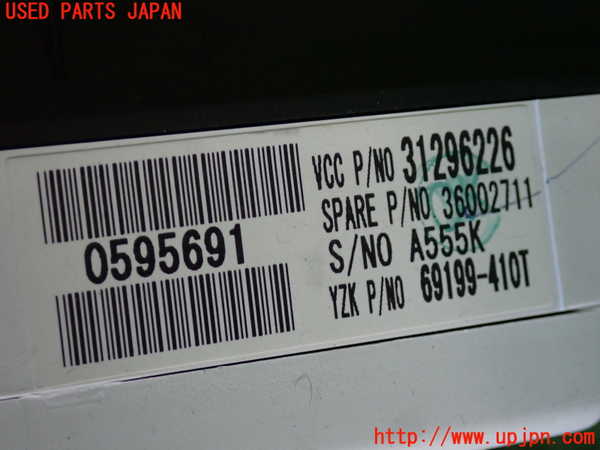 USED PARTS JAPAN
VCC P/NO 31296226
SPARE P/NO 36002711
S/NO A555K
YZK P/NO 69199-410T
0595691
http://www.upjpn.com/